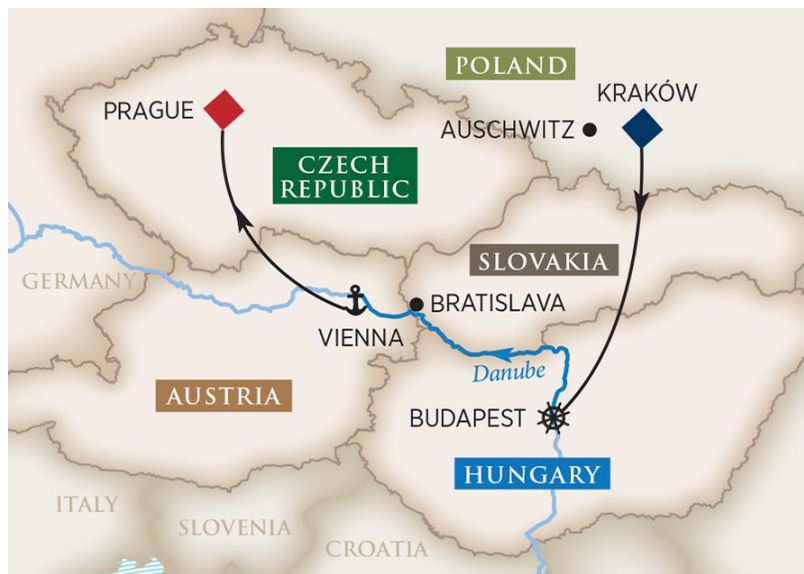 POLAND
KRAKÓW
PRAGUE
AUSCHWITZ
CZECH
REPUBLIC
SLOVAKIA
GERMANY
BRATISLAVA
VIENNA
Danube
AUSTRIA
BUDAPEST
HUNGARY
ITALY
SLOVENIA
CROATIA